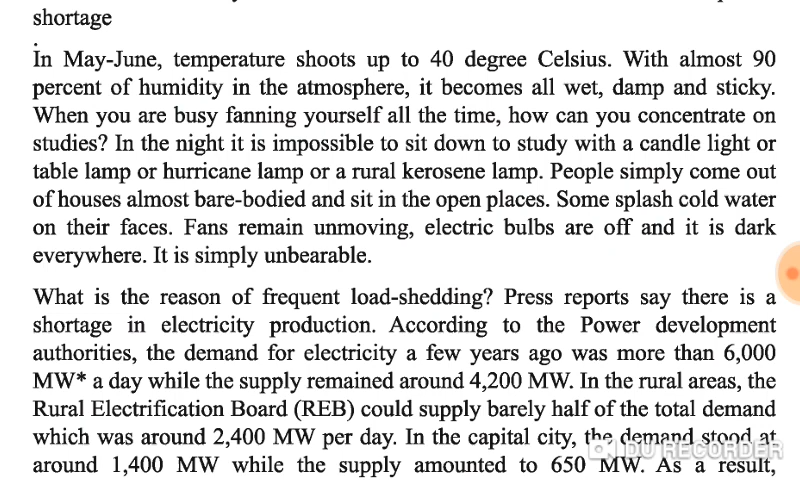 shortage
In May-June, temperature shoots up to 40 degree Celsius. With almost 90
percent of humidity in the atmosphere, it becomes all wet, damp and sticky.
When you are busy fanning yourself all the time, how can you concentrate on
studies? In the night it is impossible to sit down to study with a candle light or
table lamp or hurricane lamp or a rural kerosene lamp. People simply come out
of houses almost bare-bodied and sit in the open places. Some splash cold water
on their faces. Fans remain unmoving, electric bulbs are off and it is dark
everywhere. It is simply unbearable.
What is the reason of frequent load-shedding? Press reports say there is a
shortage in electricity production. According to the Power development
authorities, the demand for electricity a few years ago was more than 6,000
MW* a day while the supply remained around 4,200 MW. In the rural areas, the
Rural Electrification Board (REB) could supply barely half of the total demand
which was around 2,400 MW per day. In the capital city, the demand stood at
around 1,400 MW while the supply amounted to 650 MW. As a result,
DU RECORDER